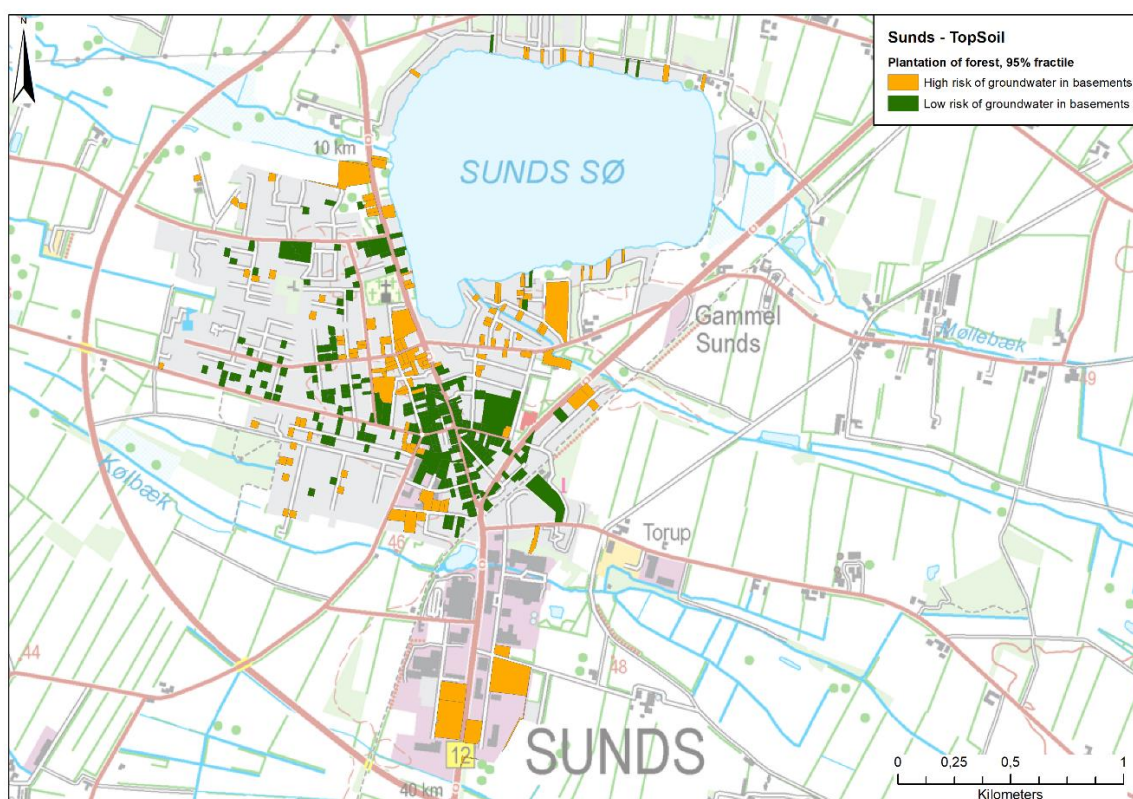 N
Sunds - TopSoil
Plantation of forest, 95% fractile
High risk of groundwater in basements
Low risk of groundwater in basements
10 km
SUNDS SØ
Gammel
Sunds
Møllebæk
49
Kølbæk
46
Torup
44
48
SUNDS
12
40 km
0 0,25 0,5 1
Kilometers